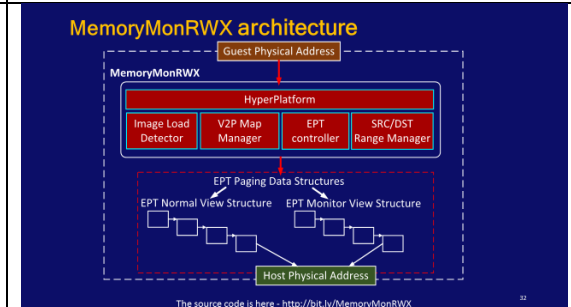 MemoryMonRWX architecture
Guest Physical Address
MemoryMonRWX
HyperPlatform
Image Load
Detector
V2P Map
Manager
EPT
controller
SRC/DST
Range Manager
EPT Paging Data Structures
EPT Normal View Structure
EPT Monitor View Structure
Host Physical Address
The source code is here - http://bit.ly/MemoryMonRWX
32